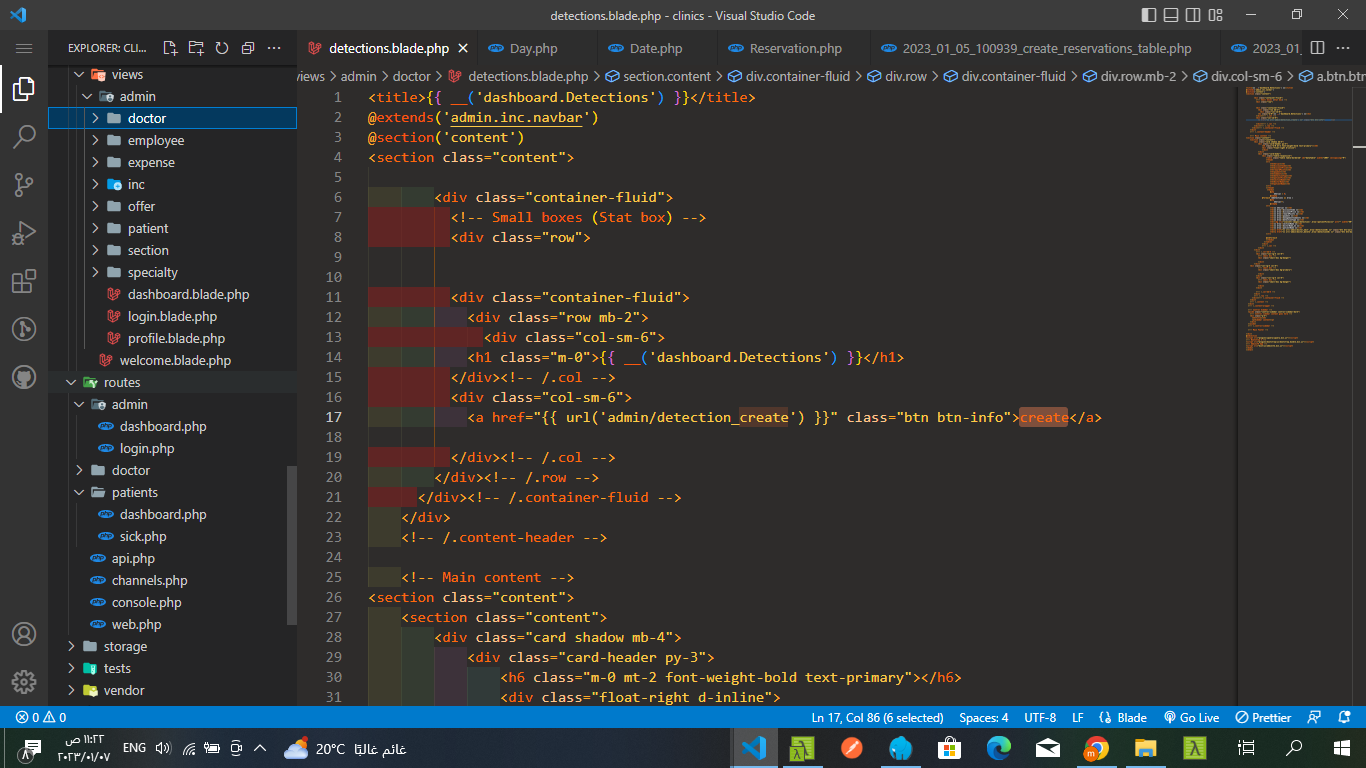 detections.blade.php - clinics - Visual Studio Code
EXPLORER: CLI...
detections.blade.php
Day.php
Date.php
Reservation.php
2023_01_05_100939_create_reservations_table.php
2023_01_
views > admin > doctor > detections.blade.php > section.content > div.container-fluid > div.row > div.container-fluid > div.row.mb-2 > div.col-sm-6 > a.btn.btn
views
admin
doctor
employee
expense
inc
offer
patient
section
specialty
dashboard.blade.php
login.blade.php
profile.blade.php
welcome.blade.php
routes
admin
dashboard.php
login.php
doctor
patients
dashboard.php
sick.php
api.php
channels.php
console.php
web.php
storage
tests
vendor
1 <title>{{ __('dashboard.Detections') }}</title>
2 @extends('admin.inc.navbar')
3 @section('content')
4 <section class="content">
5
6 <div class="container-fluid">
7 <!-- Small boxes (Stat box) -->
8 <div class="row">
9
10
11 <div class="container-fluid">
12 <div class="row mb-2">
13 <div class="col-sm-6">
14 <h1 class="m-0">{{ __('dashboard.Detections') }}</h1>
15 </div><!-- /.col -->
16 <div class="col-sm-6">
17 <a href="{{ url('admin/detection_create') }}" class="btn btn-info">create</a>
18
19 </div><!-- /.col -->
20 </div><!-- /.row -->
21 </div><!-- /.container-fluid -->
22 </div>
23 <!-- /.content-header -->
24
25 <!-- Main content -->
26 <section class="content">
27 <section class="content">
28 <div class="card shadow mb-4">
29 <div class="card-header py-3">
30 <h6 class="m-0 mt-2 font-weight-bold text-primary"></h6>
31 <div class="float-right d-inline">
0 0
Ln 17, Col 86 (6 selected)
Spaces: 4
UTF-8
LF
Blade
Go Live
Prettier
١١:٢٢ ص
٢٠٢٣/٠١/٠٧
٨
ENG
20°C غائم غالبًا